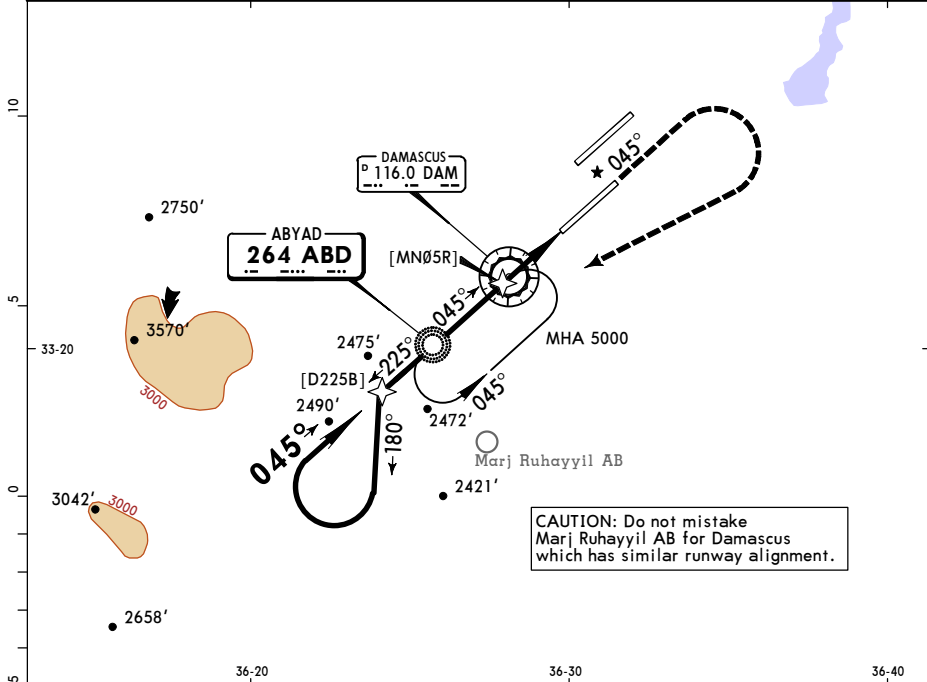 10
045°
DAMASCUS
D 116.0 DAM
2750'
ABYAD
264 ABD
[MNØ5R]
5
045°
3570'
2475'
MHA 5000
33-20
225°
[D225B]
3000
045°
2490'
2472'
180°
045°
Marj Ruhayyil AB
0
3042'
3000
2421'
CAUTION: Do not mistake
Marj Ruhayyil AB for Damascus
which has similar runway alignment.
2658'
5
36-20
36-30
36-40